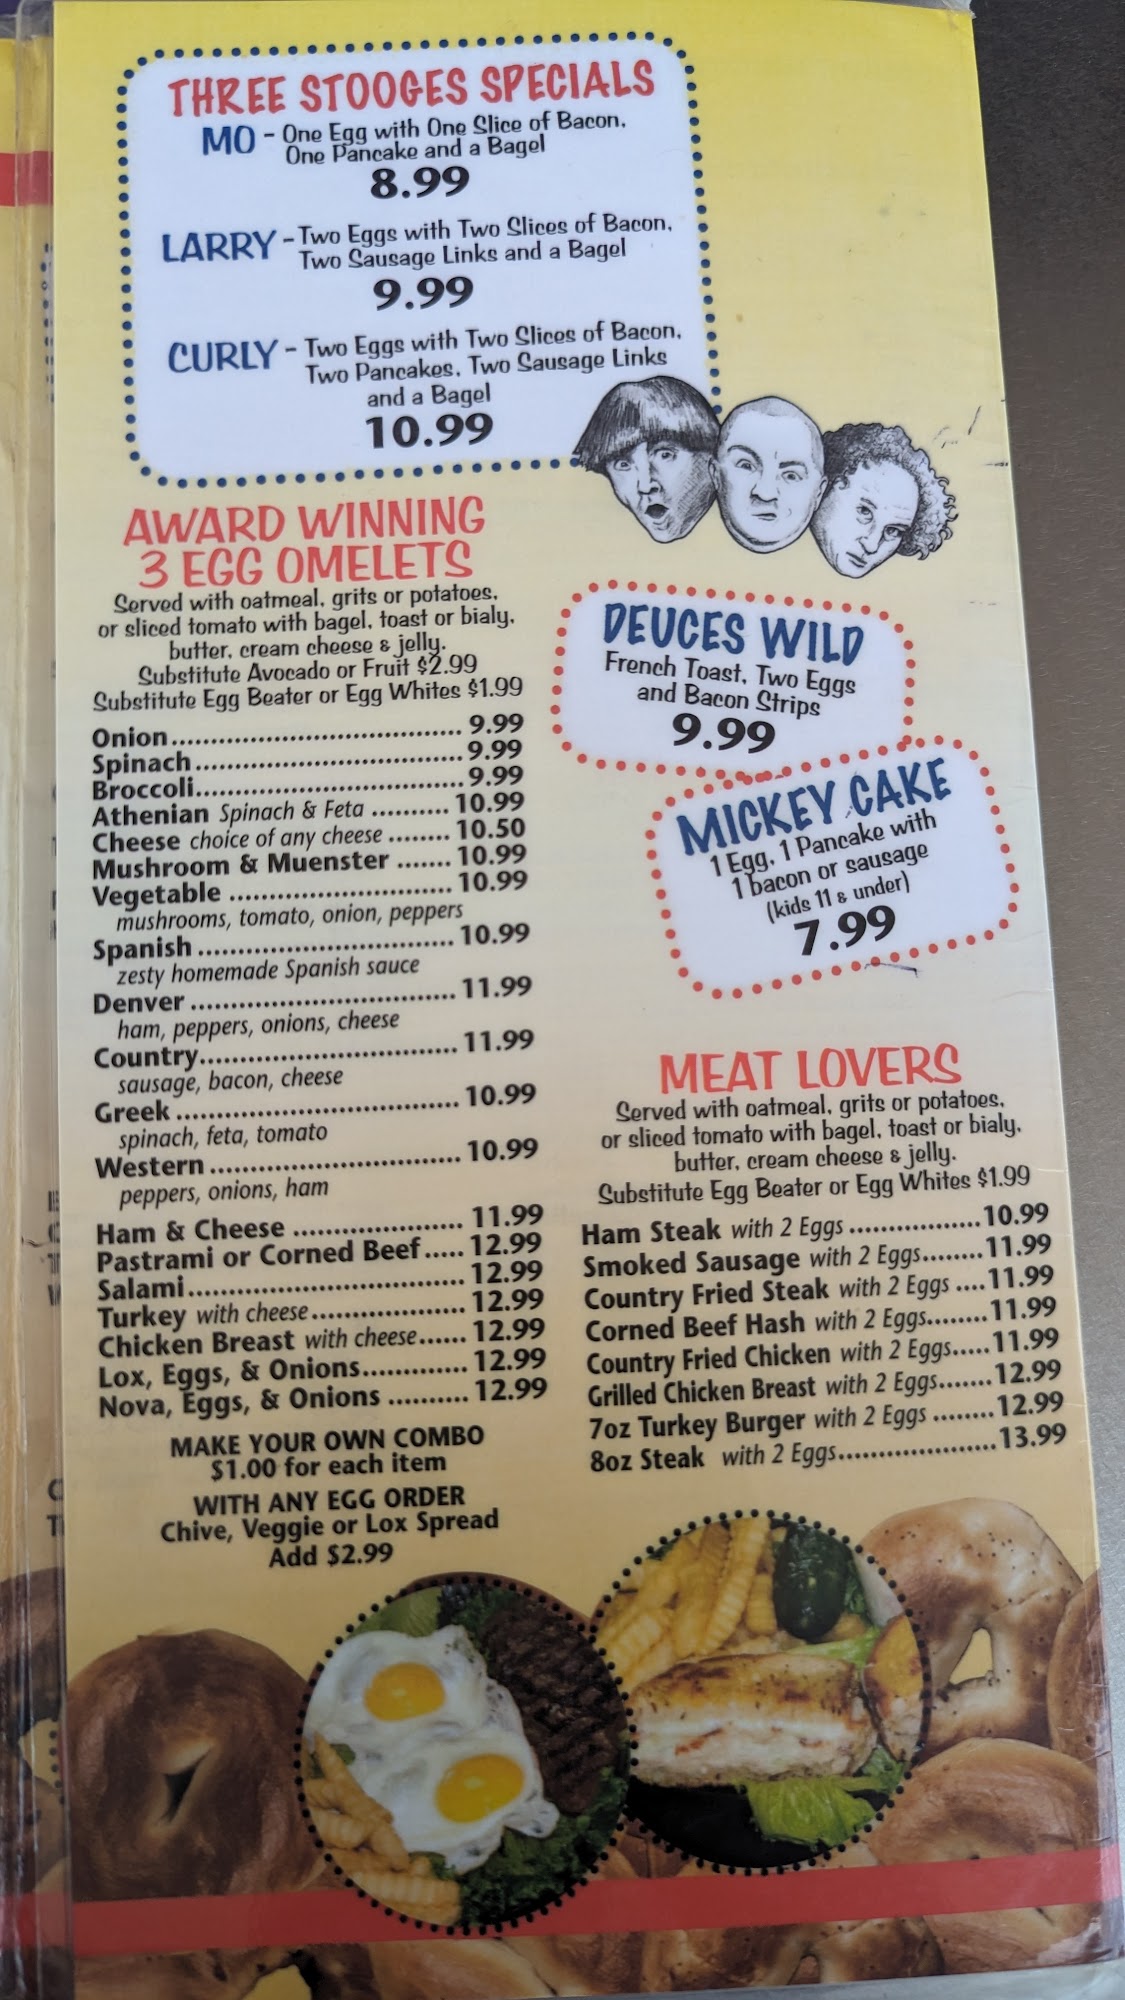 THREE STOOGES SPECIALS
MO - One Egg with One Slice of Bacon,
One Pancake and a Bagel
8.99
LARRY - Two Eggs with Two Slices of Bacon,
Two Sausage Links and a Bagel
9.99
CURLY - Two Eggs with Two Slices of Bacon,
Two Pancakes, Two Sausage Links
and a Bagel
10.99
AWARD WINNING
3 EGG OMELETS
Served with oatmeal, grits or potatoes,
or sliced tomato with bagel, toast or bialy,
butter, cream cheese & jelly.
Substitute Avocado or Fruit $2.99
Substitute Egg Beater or Egg Whites $1.99
Onion.................................... 9.99
Spinach................................. 9.99
Broccoli................................. 9.99
Athenian Spinach & Feta .......... 10.99
Cheese choice of any cheese ........ 10.50
Mushroom & Muenster ....... 10.99
Vegetable ............................ 10.99
mushrooms, tomato, onion, peppers
Spanish ................................ 10.99
zesty homemade Spanish sauce
Denver ................................. 11.99
ham, peppers, onions, cheese
Country................................ 11.99
sausage, bacon, cheese
Greek ................................... 10.99
spinach, feta, tomato
Western ............................... 10.99
peppers, onions, ham
Ham & Cheese ..................... 11.99
Pastrami or Corned Beef ..... 12.99
Salami.................................. 12.99
Turkey with cheese................... 12.99
Chicken Breast with cheese...... 12.99
Lox, Eggs, & Onions............. 12.99
Nova, Eggs, & Onions .......... 12.99
MAKE YOUR OWN COMBO
$1.00 for each item
WITH ANY EGG ORDER
Chive, Veggie or Lox Spread
Add $2.99
DEUCES WILD
French Toast, Two Eggs
and Bacon Strips
9.99
MICKEY CAKE
1 Egg, 1 Pancake with
1 bacon or sausage
(kids 11 & under)
7.99
MEAT LOVERS
Served with oatmeal, grits or potatoes,
or sliced tomato with bagel, toast or bialy,
butter, cream cheese & jelly.
Substitute Egg Beater or Egg Whites $1.99
Ham Steak with 2 Eggs .................. 10.99
Smoked Sausage with 2 Eggs........ 11.99
Country Fried Steak with 2 Eggs .... 11.99
Corned Beef Hash with 2 Eggs........ 11.99
Country Fried Chicken with 2 Eggs..... 11.99
Grilled Chicken Breast with 2 Eggs....... 12.99
7oz Turkey Burger with 2 Eggs ........ 12.99
8oz Steak with 2 Eggs..................... 13.99